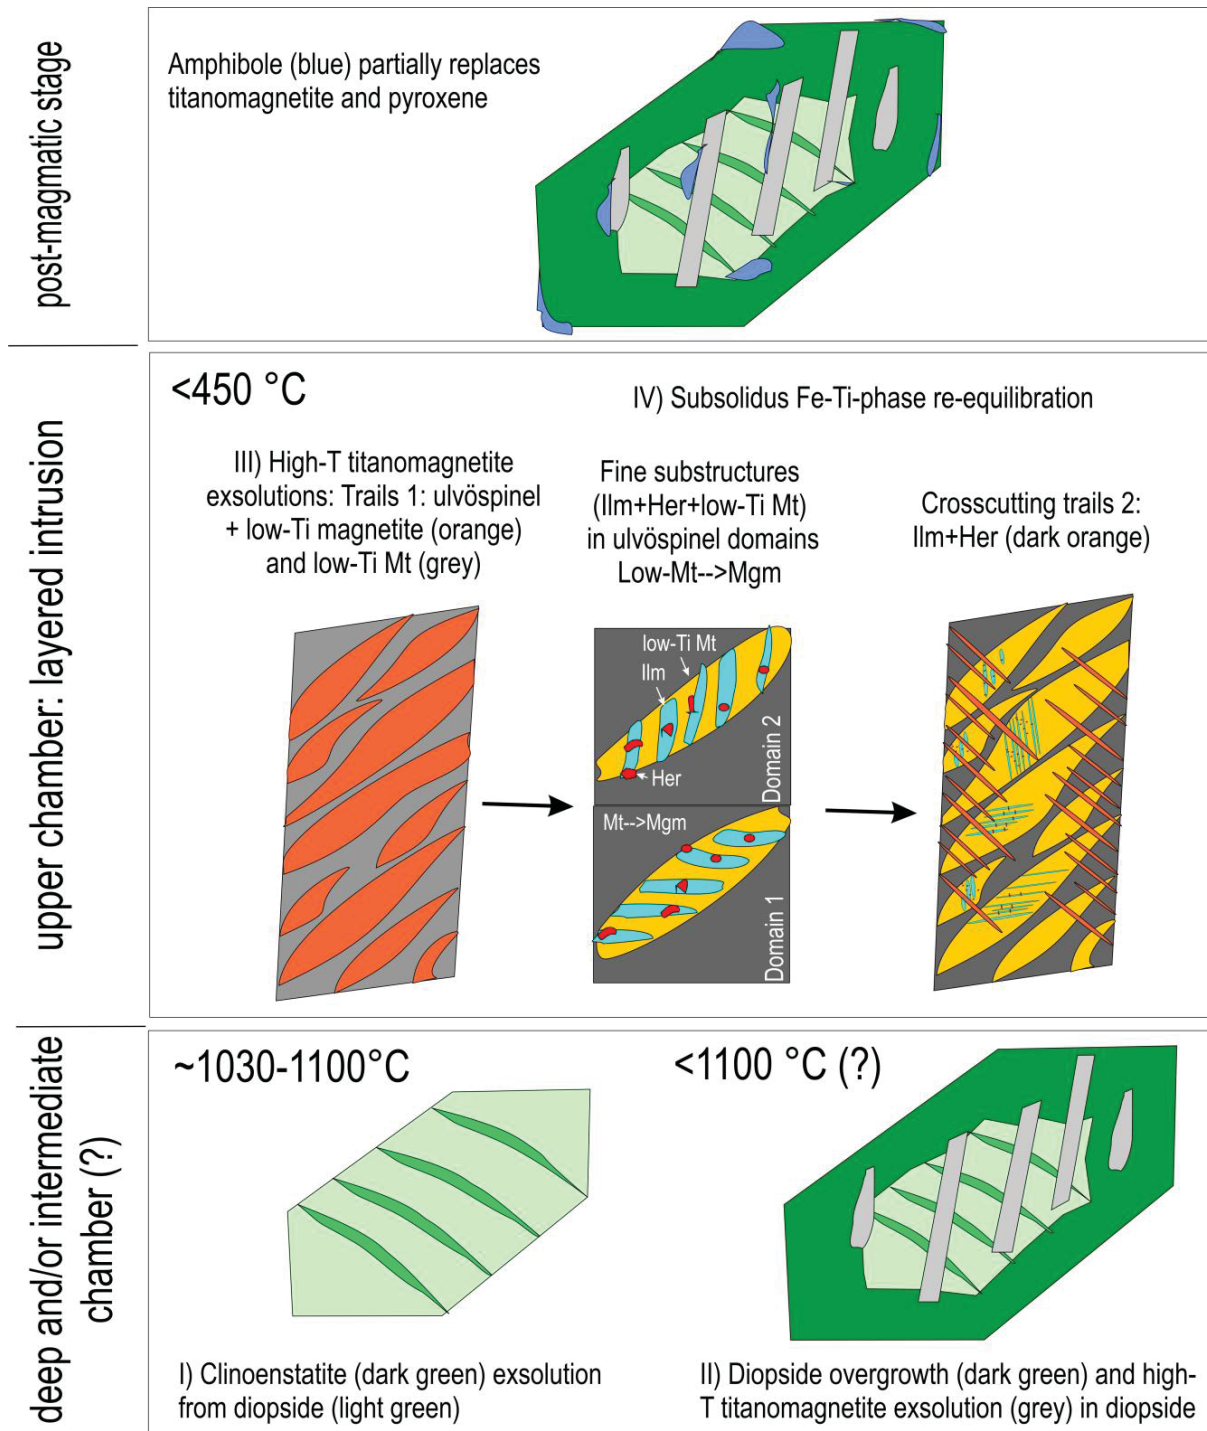 post-magmatic stage
Amphibole (blue) partially replaces
titanomagnetite and pyroxene
upper chamber: layered intrusion
<450 °C
IV) Subsolidus Fe-Ti-phase re-equilibration
III) High-T titanomagnetite
exsolutions: Trails 1: ulvöspinel
+ low-Ti magnetite (orange)
and low-Ti Mt (grey)
Fine substructures
(Ilm+Her+low-Ti Mt)
in ulvöspinel domains
Low-Mt-->Mgm
Crosscutting trails 2:
Ilm+Her (dark orange)
low-Ti Mt
Ilm
Her
Domain 2
Mt-->Mgm
Domain 1
deep and/or intermediate
chamber (?)
~1030-1100°C
<1100 °C (?)
I) Clinoenstatite (dark green) exsolution
from diopside (light green)
II) Diopside overgrowth (dark green) and high-
T titanomagnetite exsolution (grey) in diopside